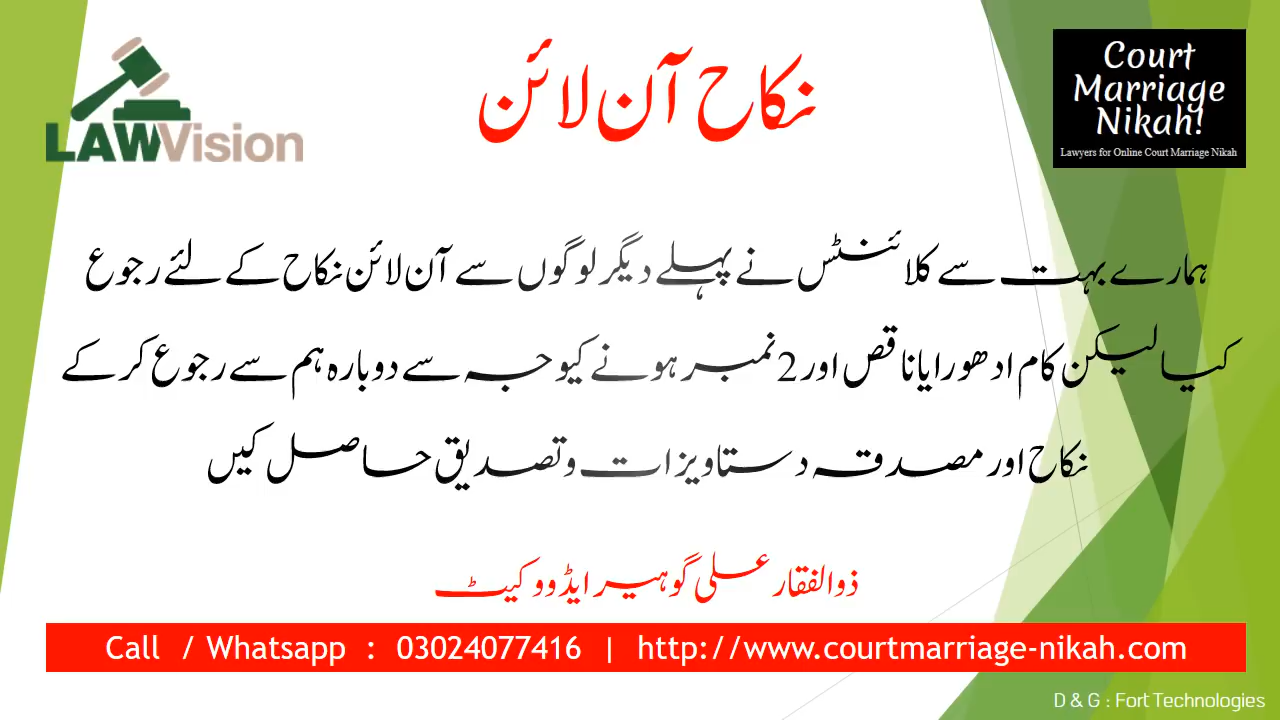 LAWVision
نکاح آن لائن
Court
Marriage
Nikah!
Lawyers for Online Court Marriage Nikah
ہمارے بہت سے کلائنٹس نے پہلے دیگر لوگوں سے آن لائن نکاح کے لئے رجوع
کیا لیکن کام ادھورا یا ناقص اور 2 نمبر ہونے کیوجہ سے دوبارہ ہم سے رجوع کر کے
نکاح اور مصدقہ دستاویزات و تصدیق حاصل کیں
ذوالفقار علی گوہیر ایڈووکیٹ
Call / Whatsapp : 03024077416 | http://www.courtmarriage-nikah.com
D & G : Fort Technologies